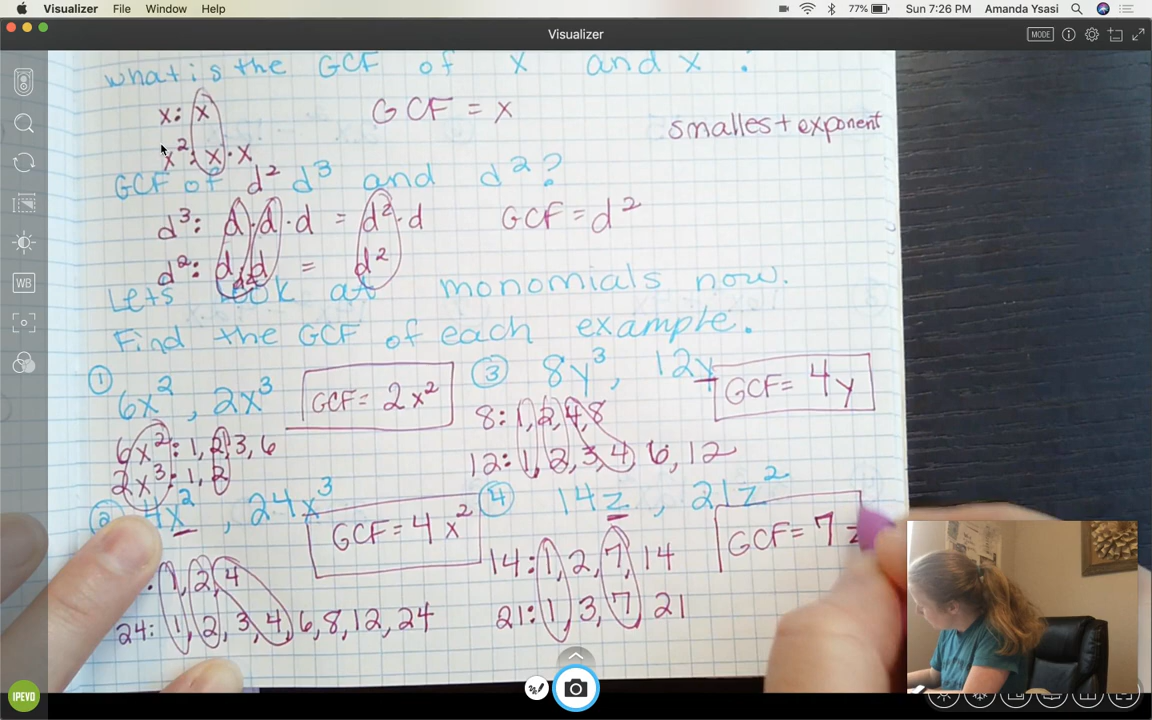 Visualizer File Window Help 77% Sun 7:26 PM Amanda Ysasi
Visualizer
MODE
What is the GCF of x and x ?
x: x
GCF = x
smallest exponent
x²: x · x
GCF of d² d³ and d²?
d³: d · d · d = d² · d
GCF = d²
d²: d · d = d²
d²
Lets look at monomials now.
Find the GCF of each example.
① 6x² , 2x³
GCF = 2x²
6x²: 1, 2, 3, 6
2x³: 1, 2
② 4x² , 24x³
GCF = 4x²
: 1, 2, 4
24: 1, 2, 3, 4, 6, 8, 12, 24
③ 8y³ , 12y
GCF = 4y
8: 1, 2, 4, 8
12: 1, 2, 3, 4, 6, 12
④ 14z , 21z²
GCF = 7z
14: 1, 2, 7, 14
21: 1, 3, 7, 21
WB
IPEVO